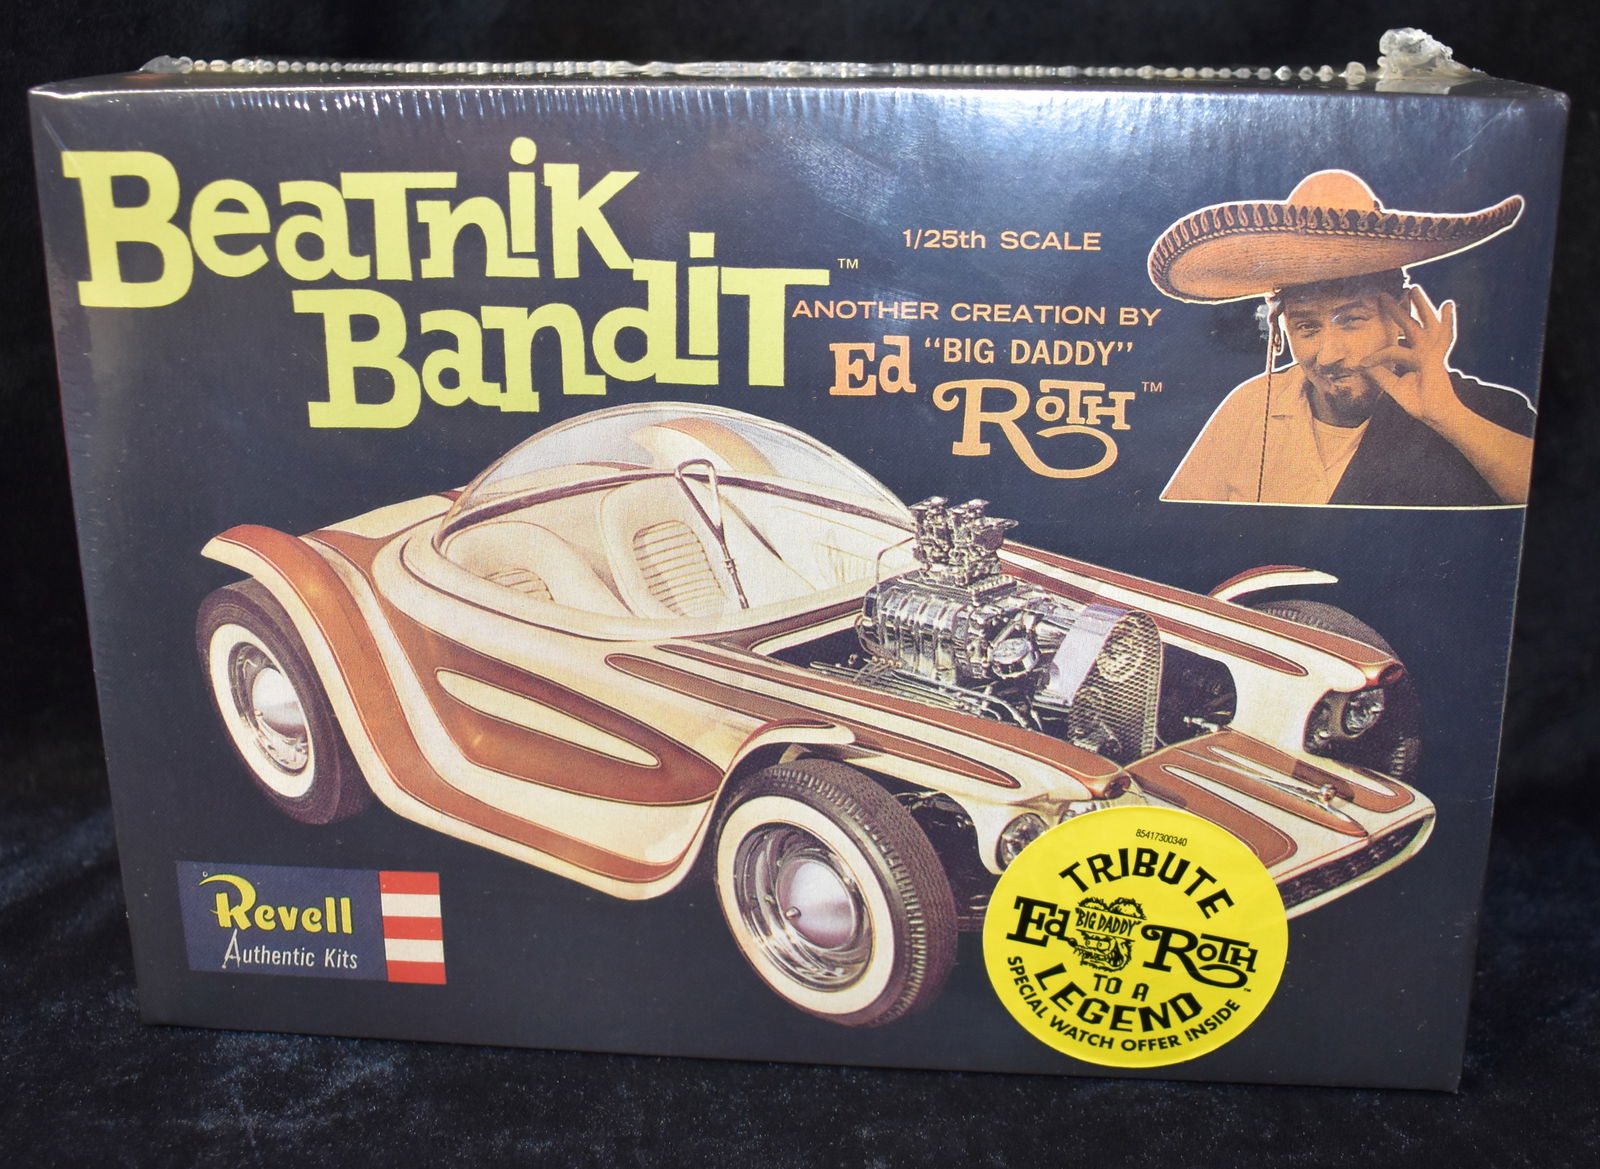 BeatniK
BandiT™
1/25th SCALE
ANOTHER CREATION BY
Ed "BIG DADDY"
RoTH™
Revell
Authentic Kits
85417300340
TRIBUTE
Ed "BIG DADDY" RoTH™
TO A
LEGEND
SPECIAL WATCH OFFER INSIDE